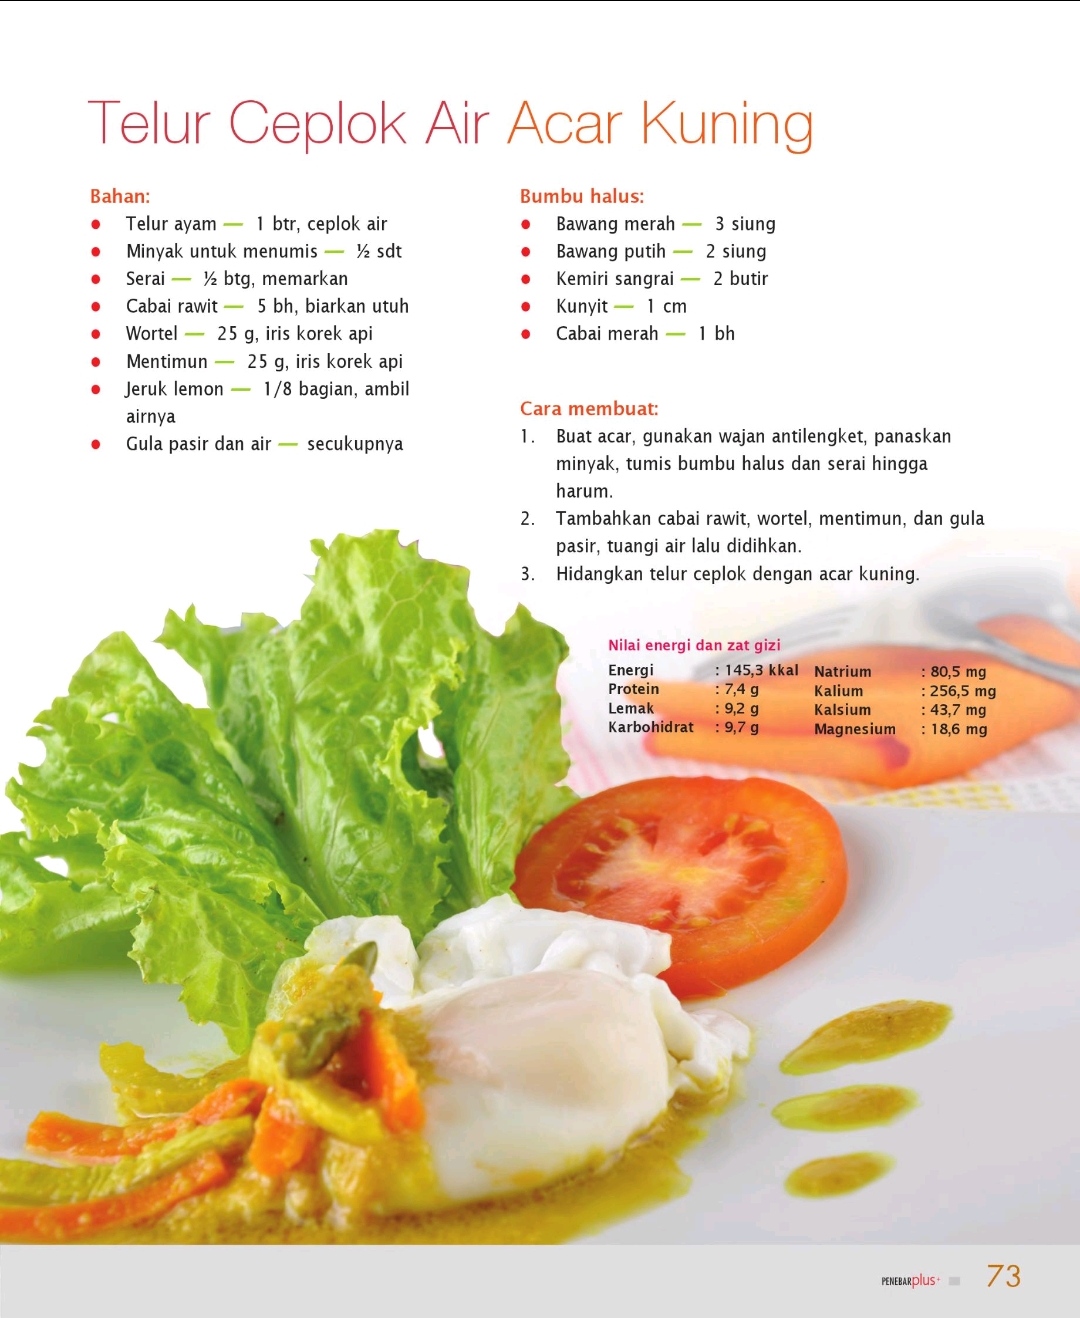 Telur Ceplok Air Acar Kuning
Bahan:
• Telur ayam — 1 btr, ceplok air
• Minyak untuk menumis — ½ sdt
• Serai — ½ btg, memarkan
• Cabai rawit — 5 bh, biarkan utuh
• Wortel — 25 g, iris korek api
• Mentimun — 25 g, iris korek api
• Jeruk lemon — 1/8 bagian, ambil
airnya
• Gula pasir dan air — secukupnya
Bumbu halus:
• Bawang merah — 3 siung
• Bawang putih — 2 siung
• Kemiri sangrai — 2 butir
• Kunyit — 1 cm
• Cabai merah — 1 bh
Cara membuat:
1. Buat acar, gunakan wajan antilengket, panaskan
minyak, tumis bumbu halus dan serai hingga
harum.
2. Tambahkan cabai rawit, wortel, mentimun, dan gula
pasir, tuangi air lalu didihkan.
3. Hidangkan telur ceplok dengan acar kuning.
Nilai energi dan zat gizi
Energi : 145,3 kkal Natrium : 80,5 mg
Protein : 7,4 g Kalium : 256,5 mg
Lemak : 9,2 g Kalsium : 43,7 mg
Karbohidrat : 9,7 g Magnesium : 18,6 mg
PENEBAR plus+ 73